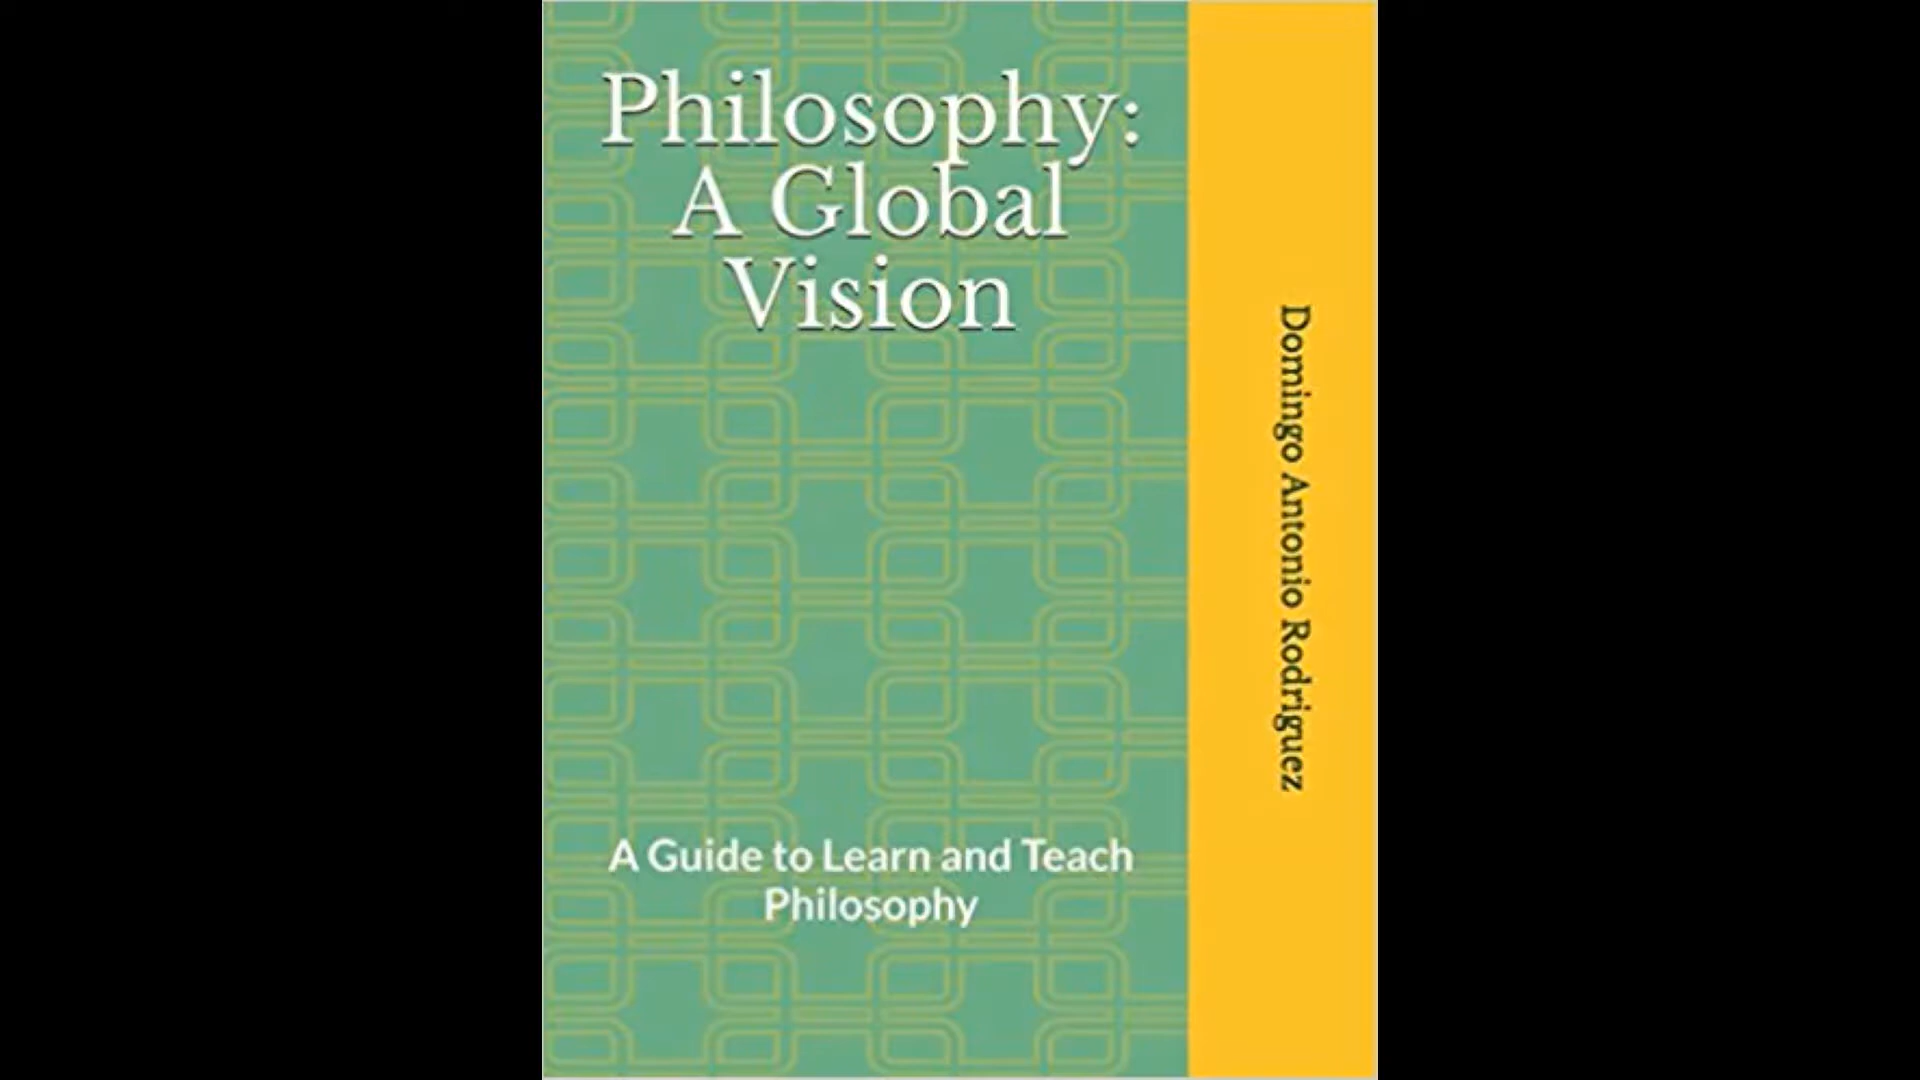 Philosophy:
A Global
Vision
A Guide to Learn and Teach
Philosophy
Domingo Antonio Rodriguez